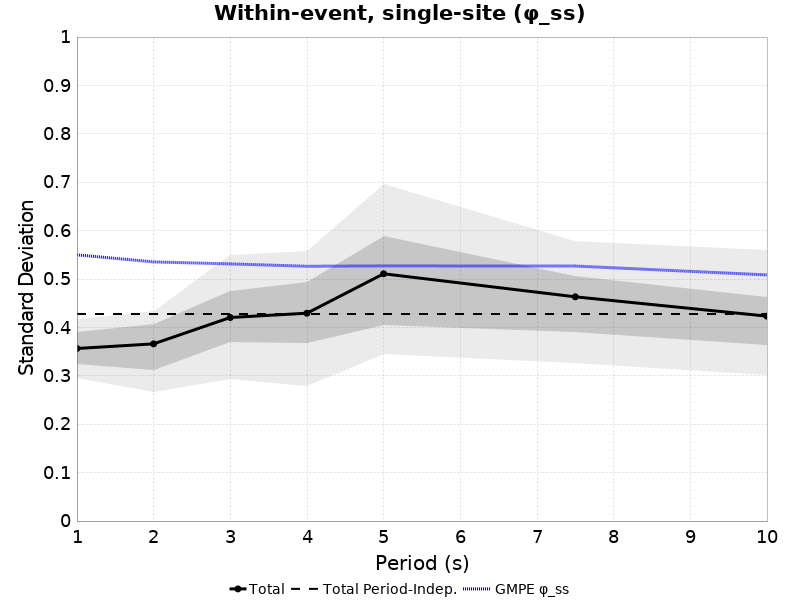 Within-event, single-site (φ_ss)
1
0.9
0.8
0.7
0.6
0.5
0.4
0.3
0.2
0.1
0
Standard Deviation
1 2 3 4 5 6 7 8 9 10
Period (s)
Total Total Period-Indep. GMPE φ_ss